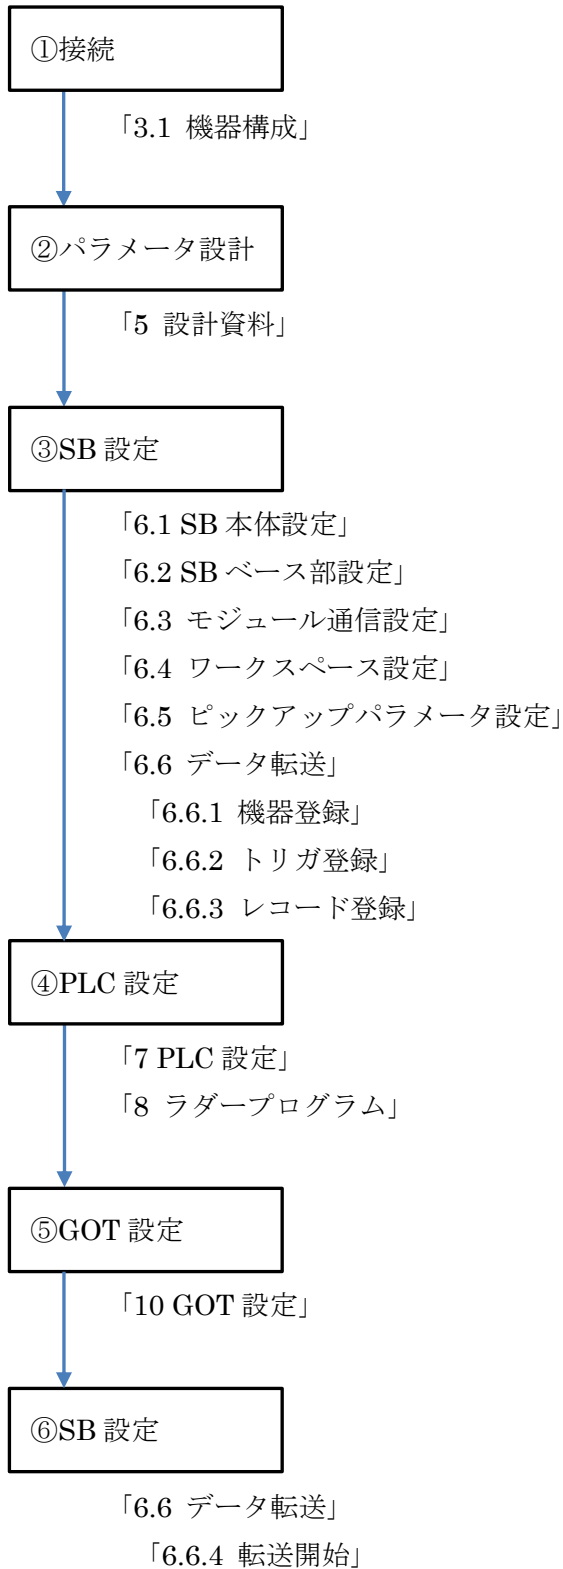 ①接続
「3.1 機器構成」
②パラメータ設計
「5 設計資料」
③SB 設定
「6.1 SB 本体設定」
「6.2 SB ベース部設定」
「6.3 モジュール通信設定」
「6.4 ワークスペース設定」
「6.5 ピックアップパラメータ設定」
「6.6 データ転送」
「6.6.1 機器登録」
「6.6.2 トリガ登録」
「6.6.3 レコード登録」
④PLC 設定
「7 PLC 設定」
「8 ラダープログラム」
⑤GOT 設定
「10 GOT 設定」
⑥SB 設定
「6.6 データ転送」
「6.6.4 転送開始」